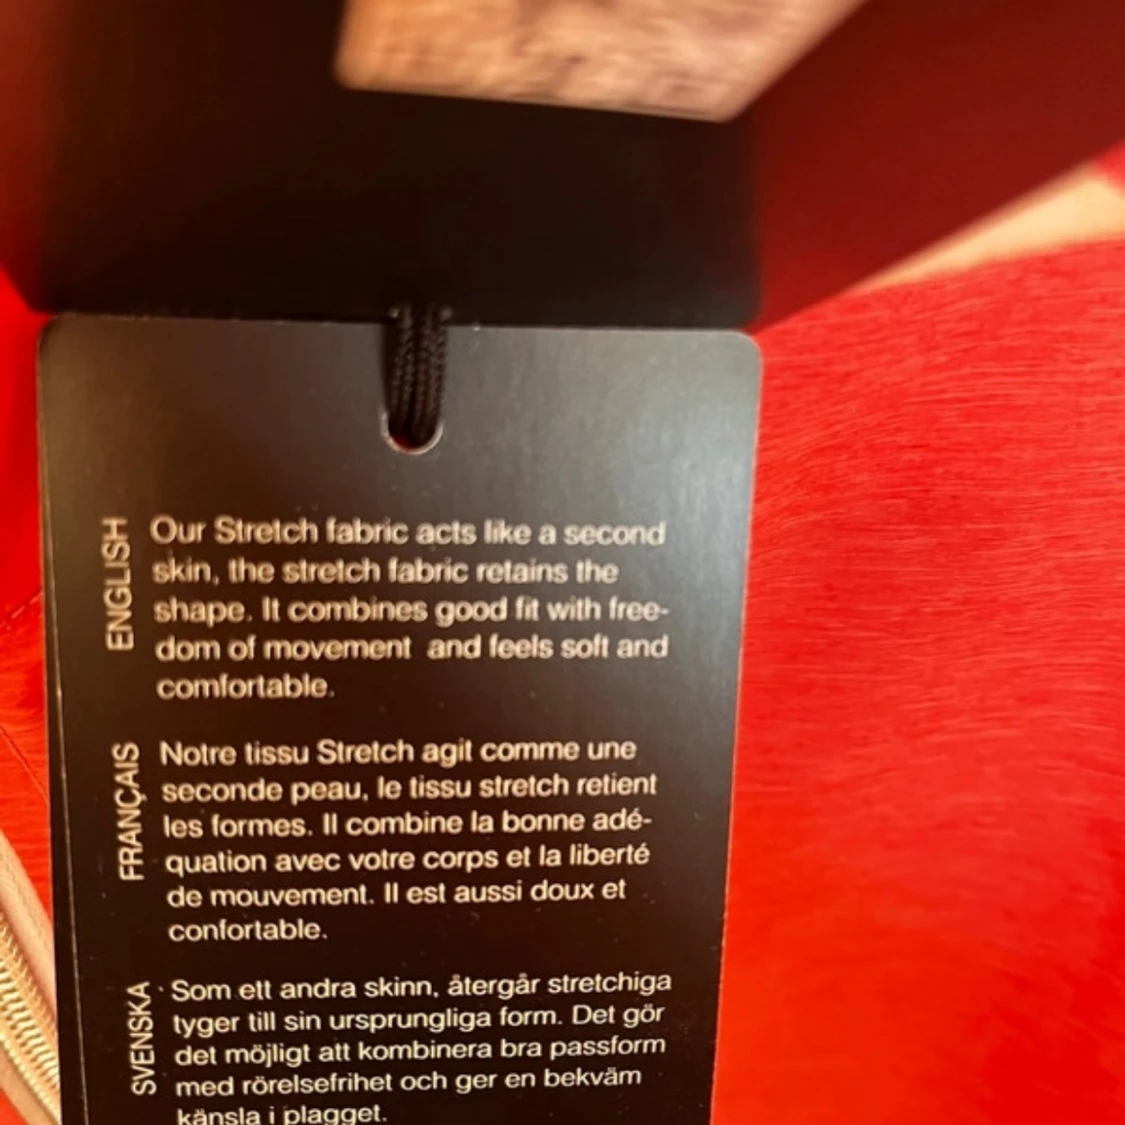 ENGLISH
Our Stretch fabric acts like a second
skin, the stretch fabric retains the
shape. It combines good fit with free-
dom of movement and feels soft and
comfortable.
FRANÇAIS
Notre tissu Stretch agit comme une
seconde peau, le tissu stretch retient
les formes. Il combine la bonne adé-
quation avec votre corps et la liberté
de mouvement. Il est aussi doux et
confortable.
SVENSKA
Som ett andra skinn, återgår stretchiga
tyger till sin ursprungliga form. Det gör
det möjligt att kombinera bra passform
med rörelsefrihet och ger en bekväm
känsla i plagget.